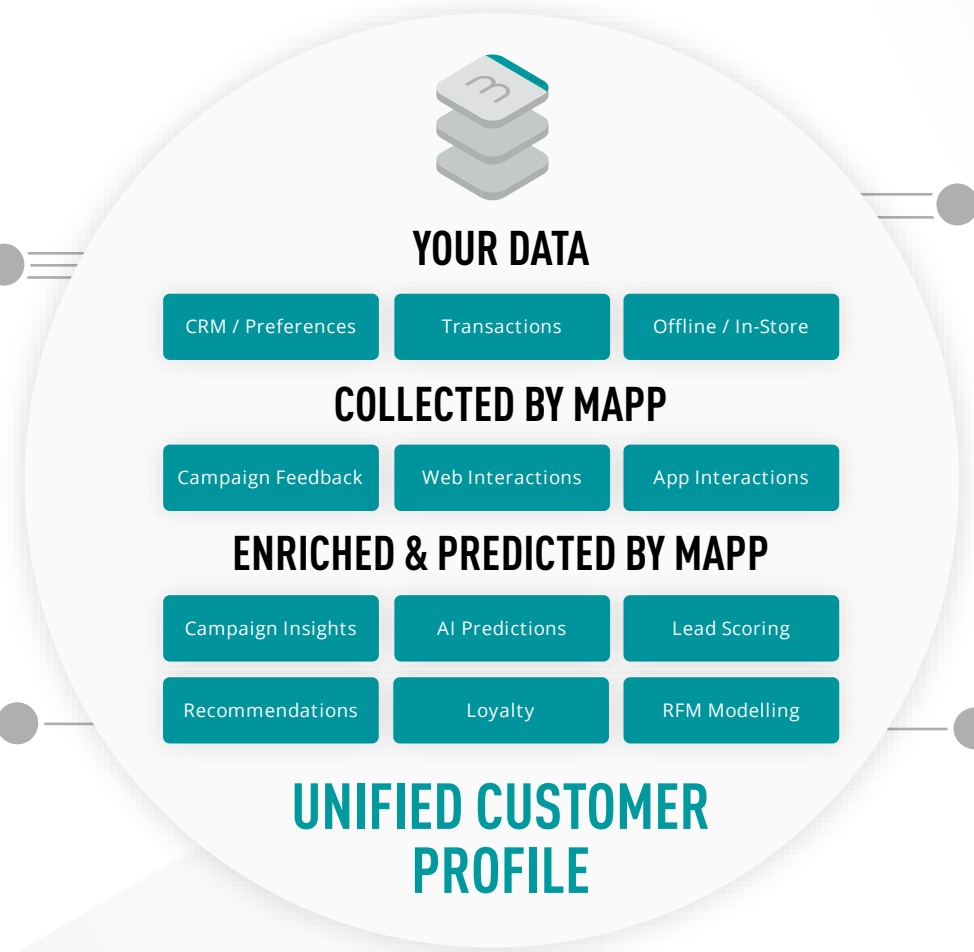 m
YOUR DATA
CRM / Preferences
Transactions
Offline / In-Store
COLLECTED BY MAPP
Campaign Feedback
Web Interactions
App Interactions
ENRICHED & PREDICTED BY MAPP
Campaign Insights
AI Predictions
Lead Scoring
Recommendations
Loyalty
RFM Modelling
UNIFIED CUSTOMER
PROFILE